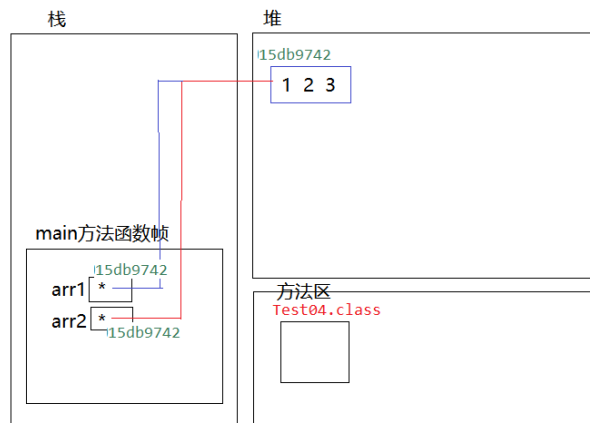 栈
堆
15db9742
1 2 3
main方法函数帧
15db9742
arr1 *
arr2 *
15db9742
方法区
Test04.class